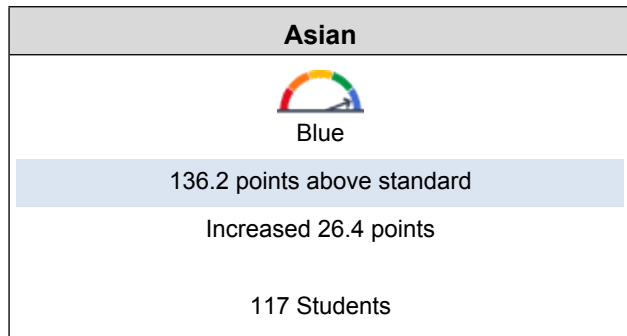 Asian
Blue
136.2 points above standard
Increased 26.4 points
117 Students